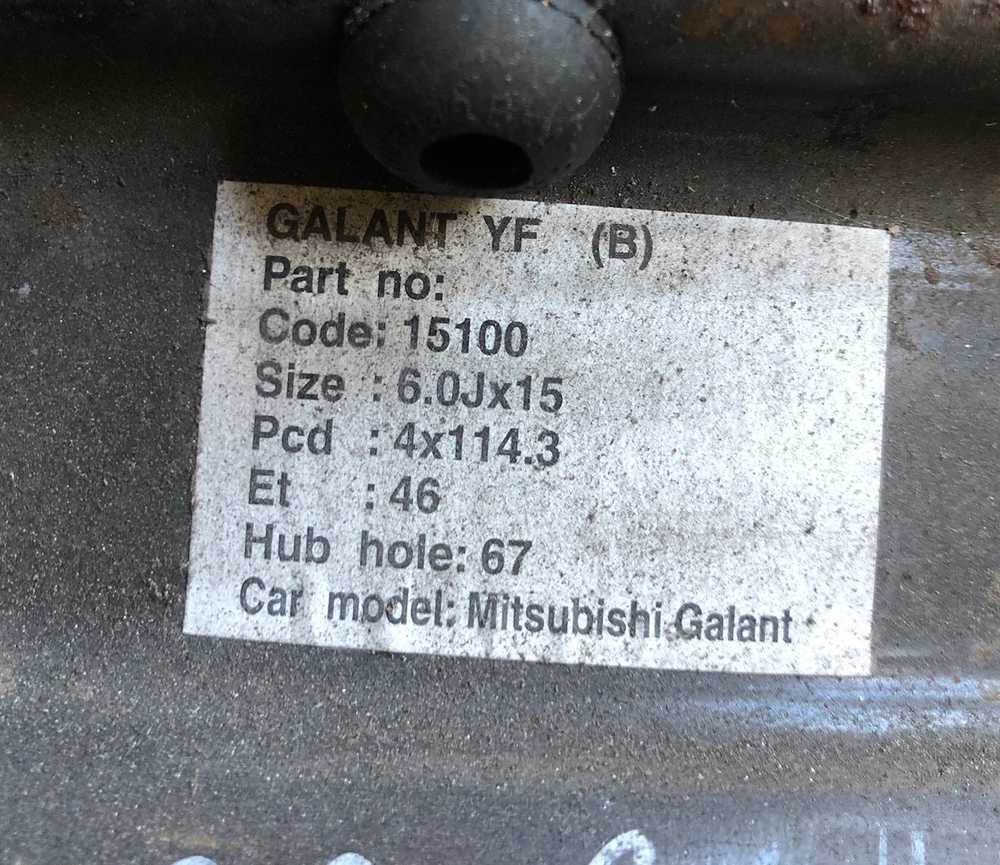 GALANT YF (B)
Part no:
Code: 15100
Size : 6.0Jx15
Pcd : 4x114.3
Et : 46
Hub hole: 67
Car model: Mitsubishi Galant